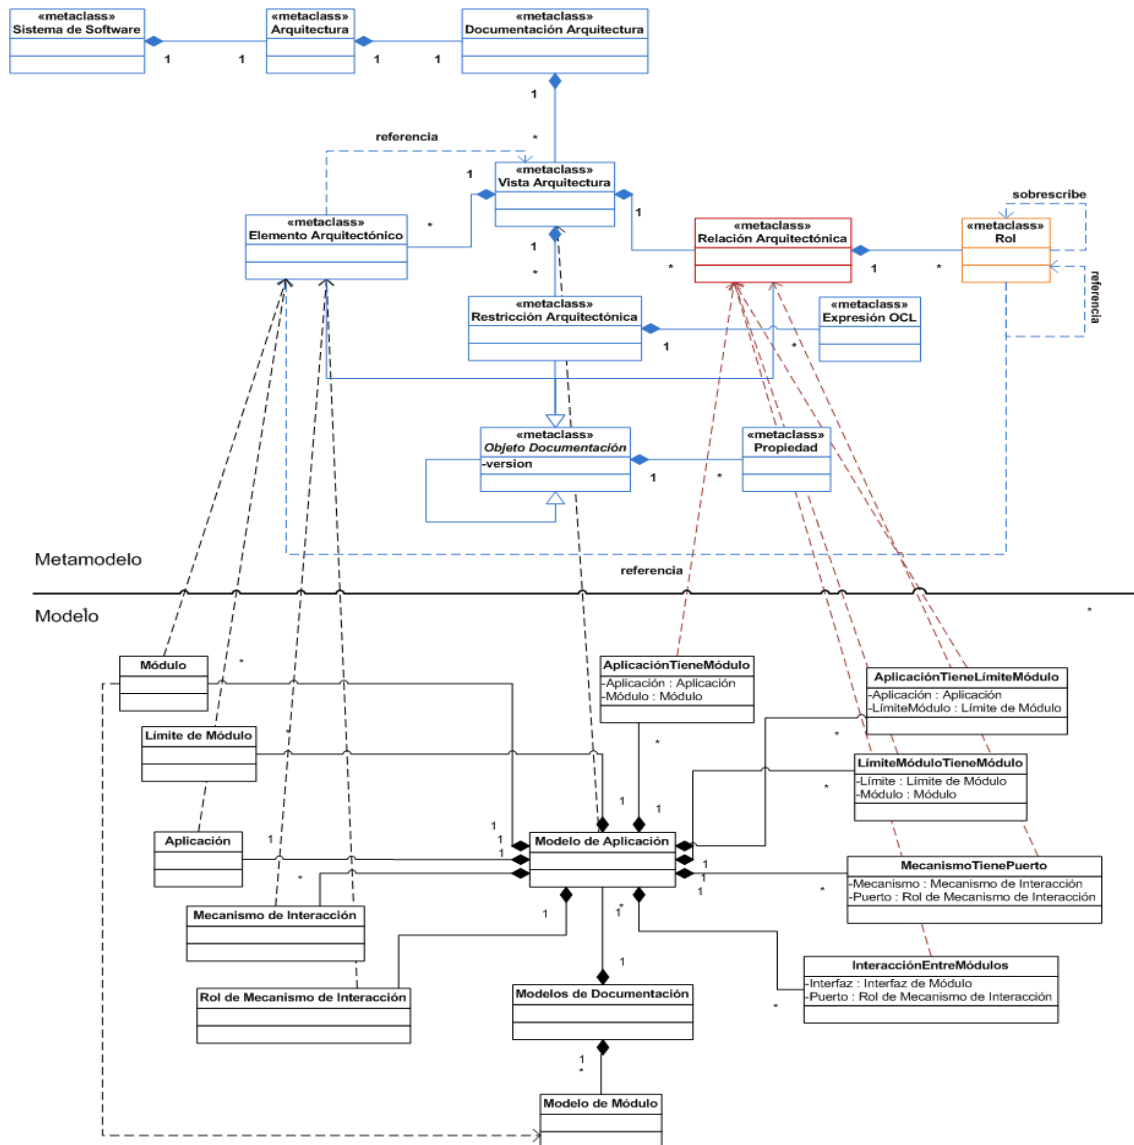 «metaclass»
Sistema de Software
«metaclass»
Arquitectura
«metaclass»
Documentación Arquitectura
1
1
1
1
1
*
referencia
«metaclass»
Vista Arquitectura
1
*
1
*
1
*
«metaclass»
Elemento Arquitectónico
«metaclass»
Relación Arquitectónica
1
*
sobrescribe
«metaclass»
Rol
referencia
«metaclass»
Restricción Arquitectónica
1
*
«metaclass»
Expresión OCL
«metaclass»
Objeto Documentación
-version
1
*
«metaclass»
Propiedad
Metamodelo
referencia
Modelo
*
Módulo
*
AplicaciónTieneMódulo
-Aplicación : Aplicación
-Módulo : Módulo
*
AplicaciónTieneLímiteMódulo
-Aplicación : Aplicación
-LímiteMódulo : Límite de Módulo
*
Límite de Módulo
*
LímiteMóduloTieneMódulo
-Límite : Límite de Módulo
-Módulo : Módulo
*
Aplicación
1
1
1
1
1
1
Modelo de Aplicación
1
1
1
MecanismoTienePuerto
-Mecanismo : Mecanismo de Interacción
-Puerto : Rol de Mecanismo de Interacción
*
Mecanismo de Interacción
*
1
1
*
InteracciónEntreMódulos
-Interfaz : Interfaz de Módulo
-Puerto : Rol de Mecanismo de Interacción
*
Rol de Mecanismo de Interacción
1
Modelos de Documentación
1
*
Modelo de Módulo